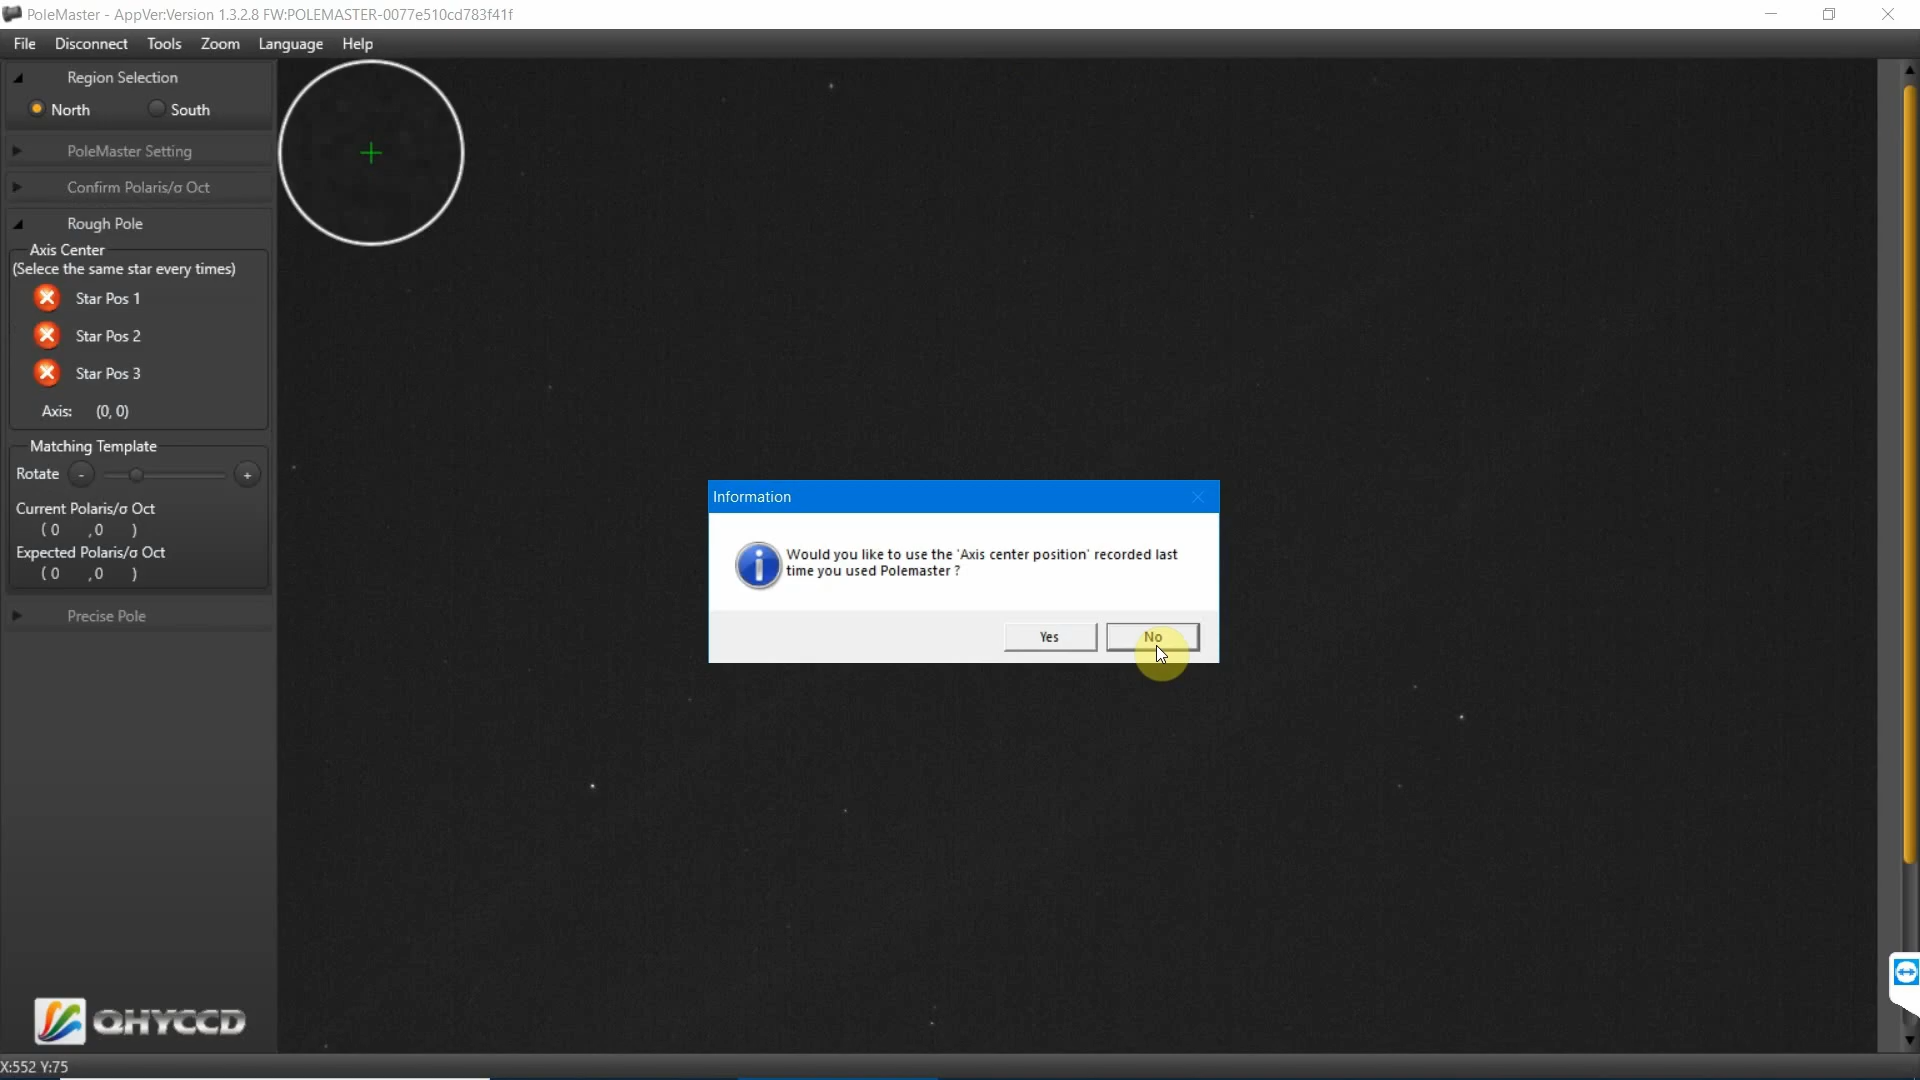 PoleMaster - AppVer:Version 1.3.2.8 FW:POLEMASTER-0077e510cd783f41f
File Disconnect Tools Zoom Language Help
Region Selection
North South
PoleMaster Setting
Confirm Polaris/σ Oct
Rough Pole
Axis Center
(Selece the same star every times)
Star Pos 1
Star Pos 2
Star Pos 3
Axis: (0, 0)
Matching Template
Rotate - +
Current Polaris/σ Oct
( 0 ,0 )
Expected Polaris/σ Oct
( 0 ,0 )
Precise Pole
Information
Would you like to use the 'Axis center position' recorded last
time you used Polemaster ?
Yes No
QHYCCD
X:552 Y:75